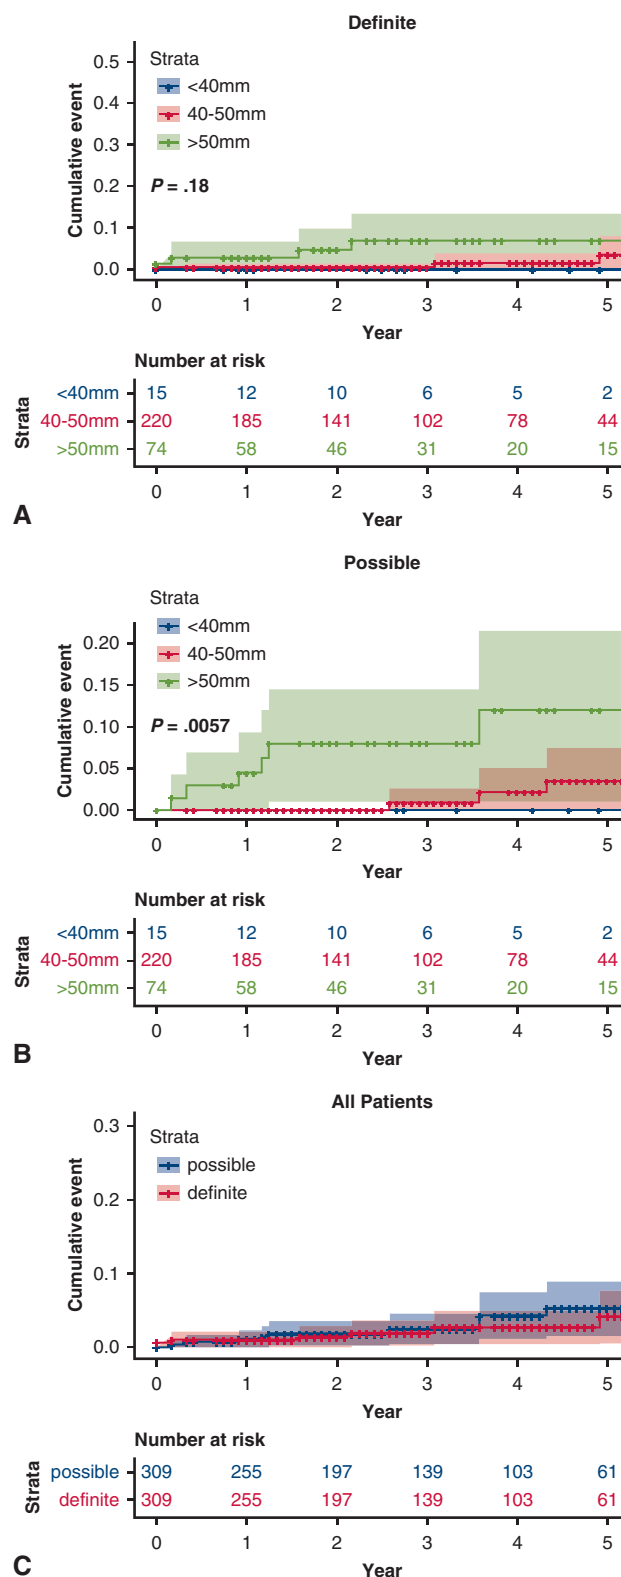 Definite
Cumulative event
0.5
0.4
0.3
0.2
0.1
0.0
Strata
<40mm
40-50mm
>50mm
P = .18
0 1 2 3 4 5
Year
Number at risk
Strata
<40mm 15 12 10 6 5 2
40-50mm 220 185 141 102 78 44
>50mm 74 58 46 31 20 15
0 1 2 3 4 5
Year
A
Possible
Cumulative event
0.20
0.15
0.10
0.05
0.00
Strata
<40mm
40-50mm
>50mm
P = .0057
0 1 2 3 4 5
Year
Number at risk
Strata
<40mm 15 12 10 6 5 2
40-50mm 220 185 141 102 78 44
>50mm 74 58 46 31 20 15
0 1 2 3 4 5
Year
B
All Patients
Cumulative event
0.3
0.2
0.1
0.0
Strata
possible
definite
0 1 2 3 4 5
Year
Number at risk
Strata
possible 309 255 197 139 103 61
definite 309 255 197 139 103 61
0 1 2 3 4 5
Year
C